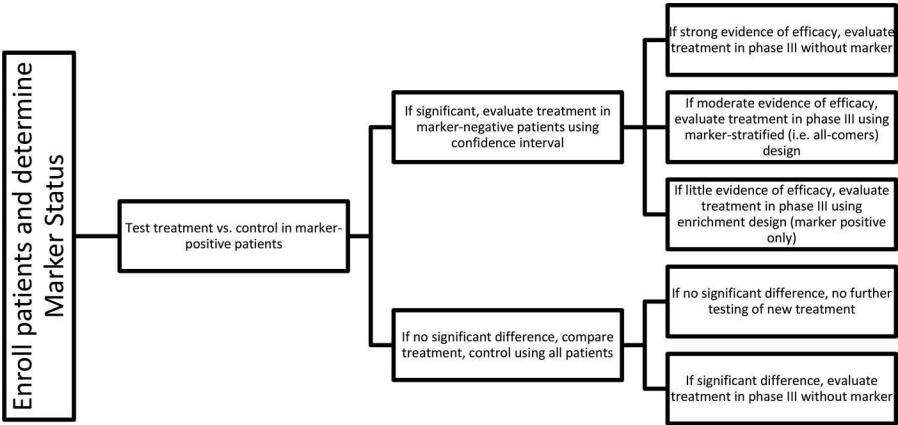 Enroll patients and determine
Marker Status
Test treatment vs. control in marker-
positive patients
If significant, evaluate treatment in
marker-negative patients using
confidence interval
If no significant difference, compare
treatment, control using all patients
If strong evidence of efficacy, evaluate
treatment in phase III without marker
If moderate evidence of efficacy,
evaluate treatment in phase III using
marker-stratified (i.e. all-comers)
design
If little evidence of efficacy, evaluate
treatment in phase III using
enrichment design (marker positive
only)
If no significant difference, no further
testing of new treatment
If significant difference, evaluate
treatment in phase III without marker